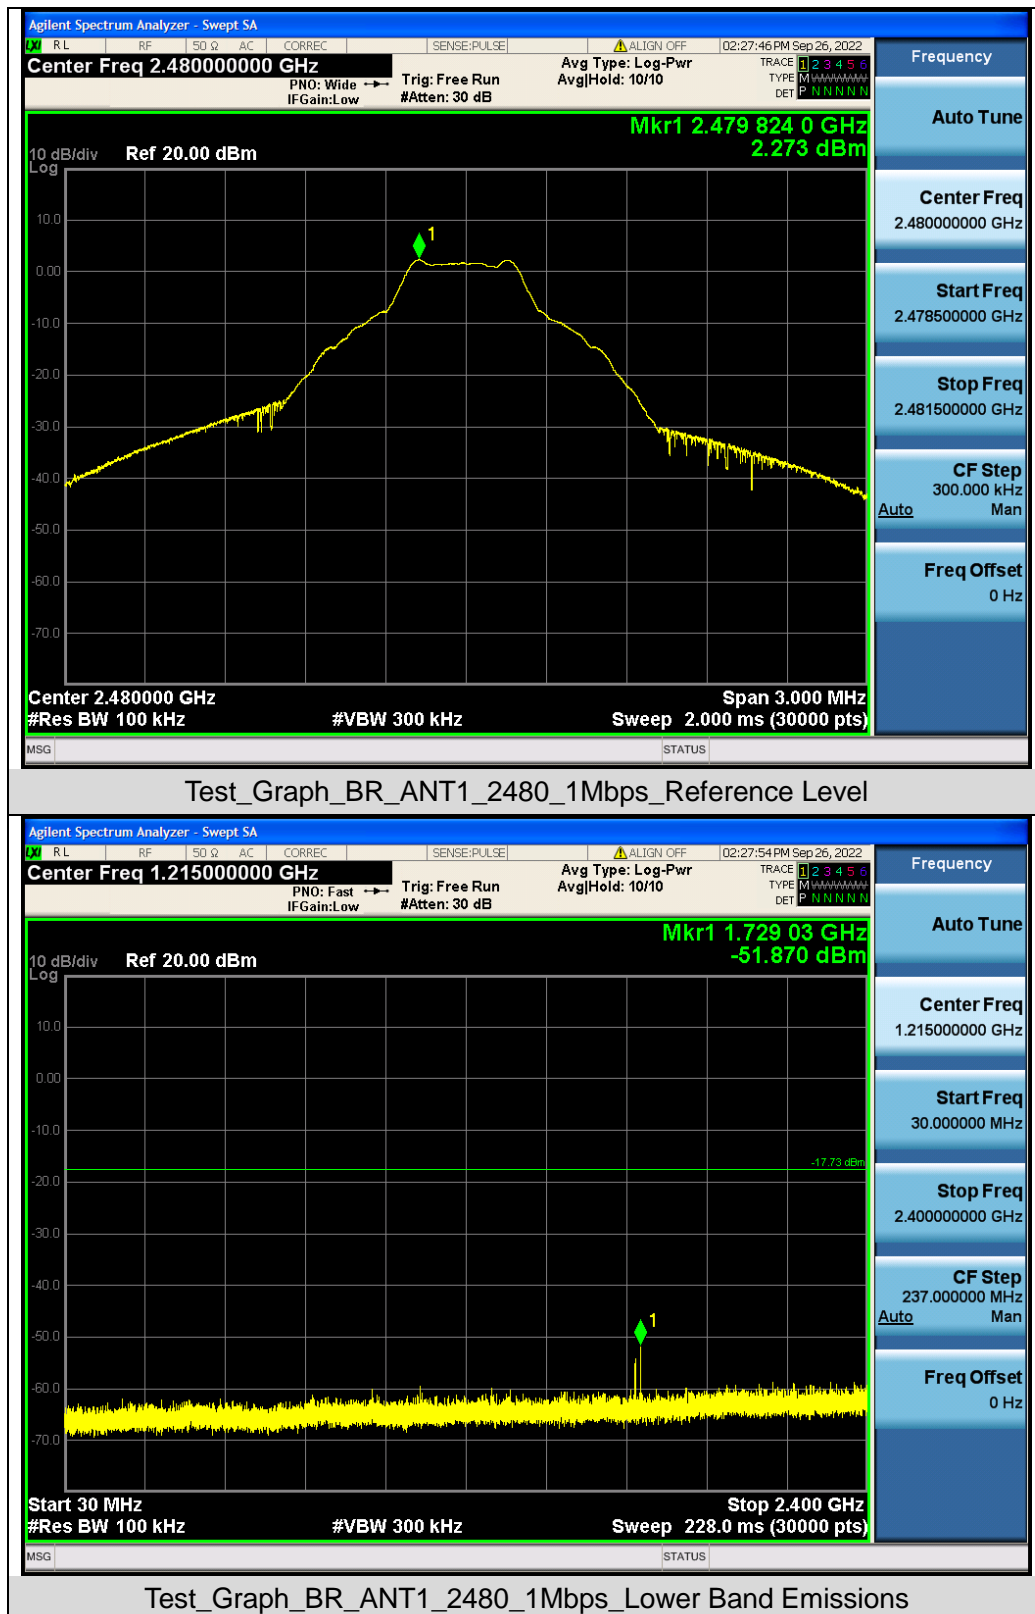 Agilent Spectrum Analyzer - Swept SA
LXI RL RF 50 Ω AC CORREC SENSE:PULSE ALIGN OFF 02:27:46 PM Sep 26, 2022
Center Freq 2.480000000 GHz
PNO: Wide
IFGain:Low
Trig: Free Run
#Atten: 30 dB
Avg Type: Log-Pwr
Avg|Hold: 10/10
TRACE 1 2 3 4 5 6
TYPE M WWWWW
DET P N N N N N
Mkr1 2.479 824 0 GHz
2.273 dBm
10 dB/div Ref 20.00 dBm
Log
10.0
1
0.00
-10.0
-20.0
-30.0
-40.0
-50.0
-60.0
-70.0
Center 2.480000 GHz Span 3.000 MHz
#Res BW 100 kHz #VBW 300 kHz Sweep 2.000 ms (30000 pts)
MSG STATUS
Frequency
Auto Tune
Center Freq
2.480000000 GHz
Start Freq
2.478500000 GHz
Stop Freq
2.481500000 GHz
CF Step
300.000 kHz
Auto Man
Freq Offset
0 Hz
Test_Graph_BR_ANT1_2480_1Mbps_Reference Level
Agilent Spectrum Analyzer - Swept SA
LXI RL RF 50 Ω AC CORREC SENSE:PULSE ALIGN OFF 02:27:54 PM Sep 26, 2022
Center Freq 1.215000000 GHz
PNO: Fast
IFGain:Low
Trig: Free Run
#Atten: 30 dB
Avg Type: Log-Pwr
Avg|Hold: 10/10
TRACE 1 2 3 4 5 6
TYPE M WWWWW
DET P N N N N N
Mkr1 1.729 03 GHz
-51.870 dBm
10 dB/div Ref 20.00 dBm
Log
10.0
0.00
-10.0
-17.73 dBm
-20.0
-30.0
-40.0
-50.0
1
-60.0
-70.0
Start 30 MHz Stop 2.400 GHz
#Res BW 100 kHz #VBW 300 kHz Sweep 228.0 ms (30000 pts)
MSG STATUS
Frequency
Auto Tune
Center Freq
1.215000000 GHz
Start Freq
30.000000 MHz
Stop Freq
2.400000000 GHz
CF Step
237.000000 MHz
Auto Man
Freq Offset
0 Hz
Test_Graph_BR_ANT1_2480_1Mbps_Lower Band Emissions